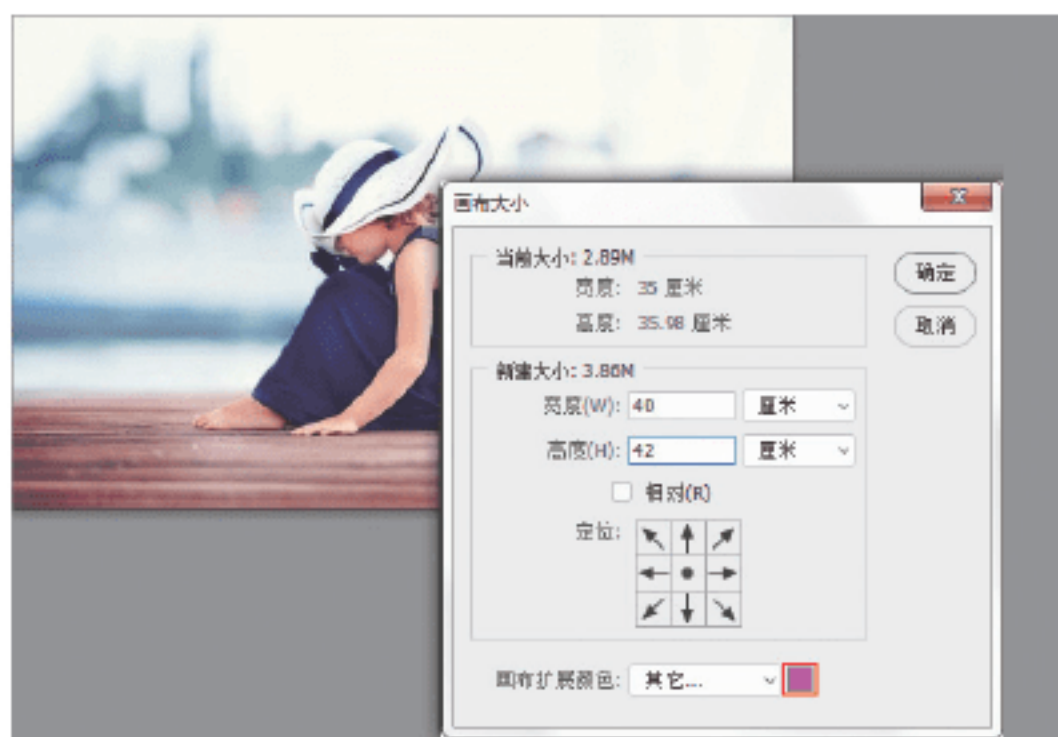 画布大小
当前大小: 2.89M
确定
宽度: 35 厘米
高度: 35.98 厘米
取消
新建大小: 3.86M
宽度(W): 40 厘米
高度(H): 42 厘米
相对(R)
定位:
画布扩展颜色: 其它...